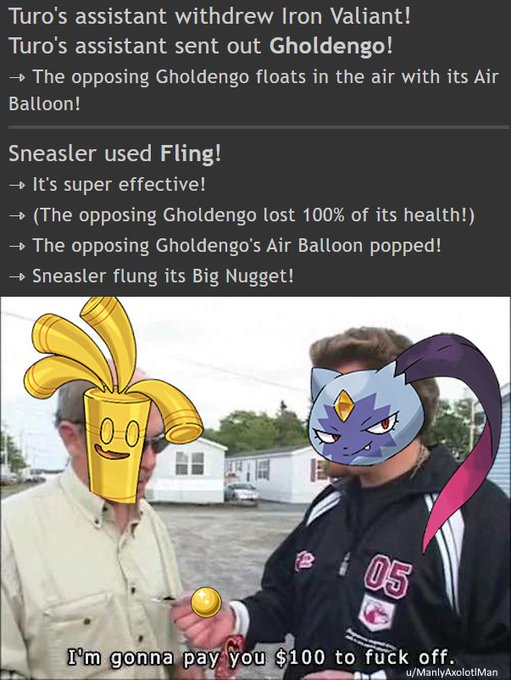 Turo's assistant withdrew Iron Valiant!
Turo's assistant sent out Gholdengo!
→ The opposing Gholdengo floats in the air with its Air
Balloon!
Sneasler used Fling!
→ It's super effective!
→ (The opposing Gholdengo lost 100% of its health!)
→ The opposing Gholdengo's Air Balloon popped!
→ Sneasler flung its Big Nugget!
05
I'm gonna pay you $100 to fuck off.
u/ManlyAxolotlMan